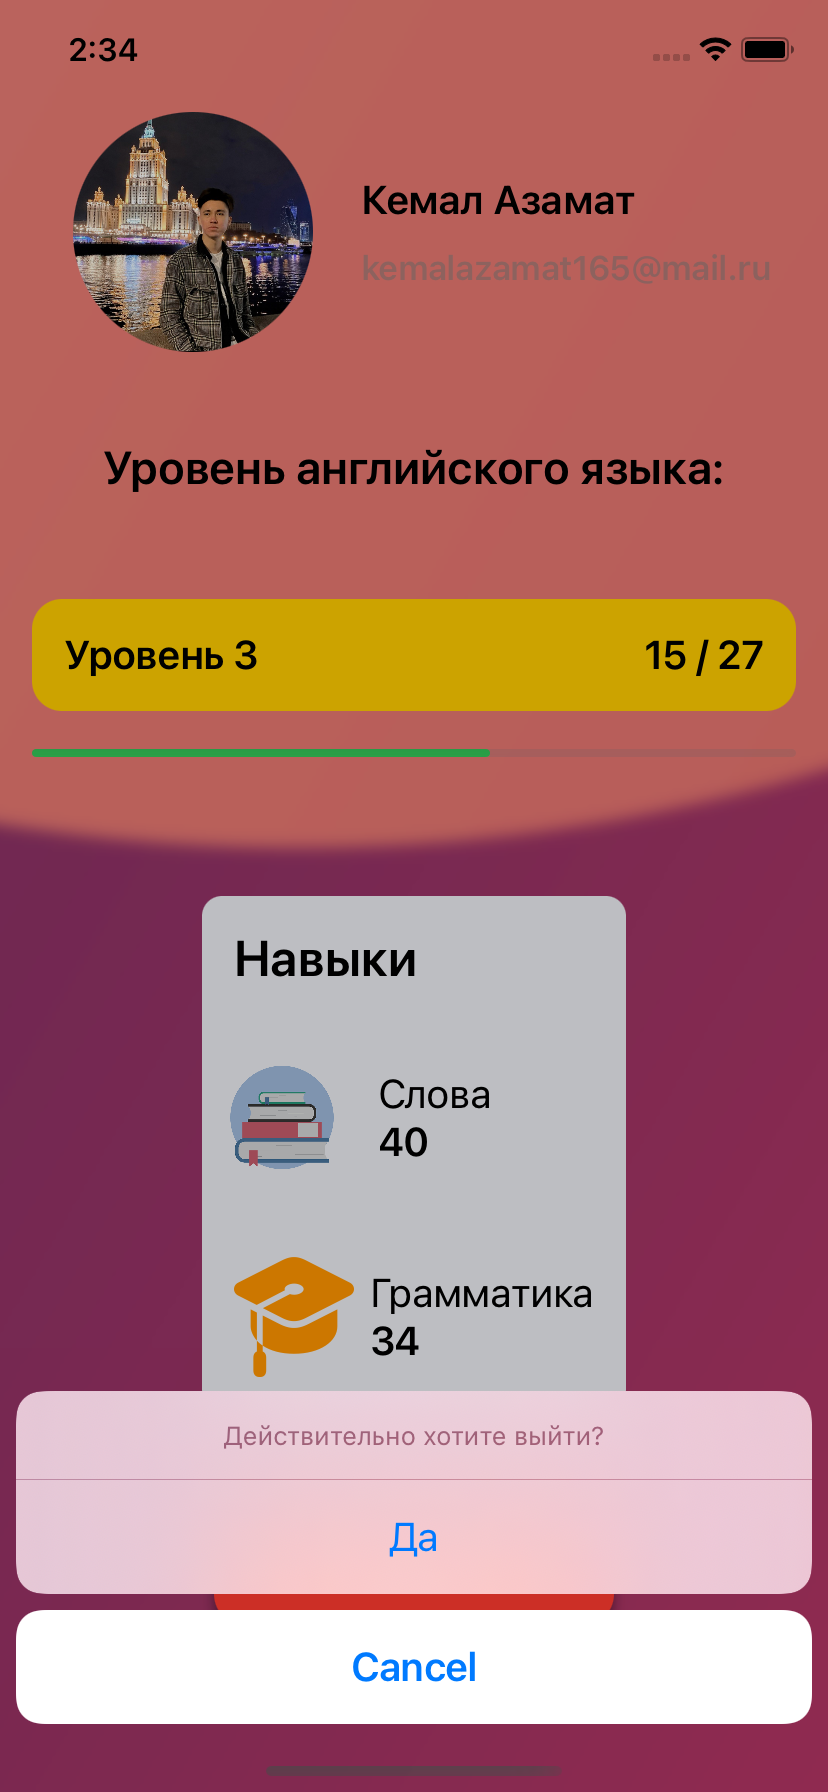 2:34
Кемал Азамат
kemalazamat165@mail.ru
Уровень английского языка:
Уровень 3 15 / 27
Навыки
Слова
40
Грамматика
34
Действительно хотите выйти?
Да
Cancel